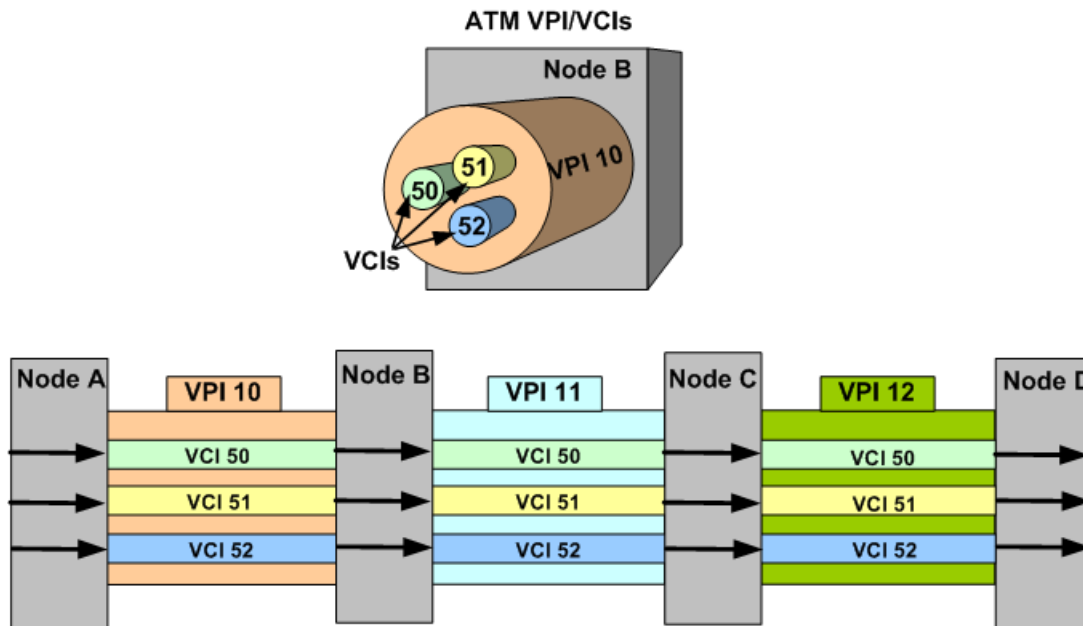 ATM VPI/VCIs
Node B
VPI 10
51
50
52
VCIs
Node A
VPI 10
Node B
VPI 11
Node C
VPI 12
Node D
VCI 50
VCI 50
VCI 50
VCI 51
VCI 51
VCI 51
VCI 52
VCI 52
VCI 52